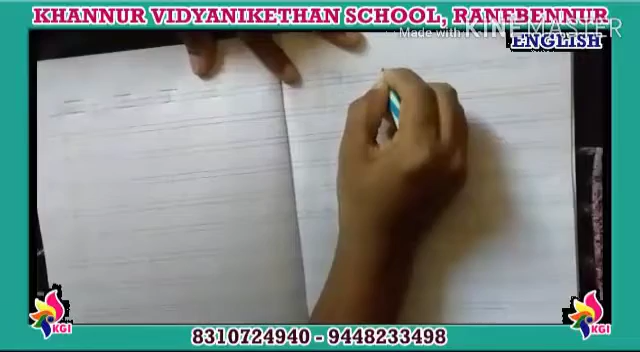 KHANNUR VIDYANIKETHAN SCHOOL, RANEBENNUR
Made with KINEMASTER
ENGLISH
KGI
KGI
8310724940 - 9448233498